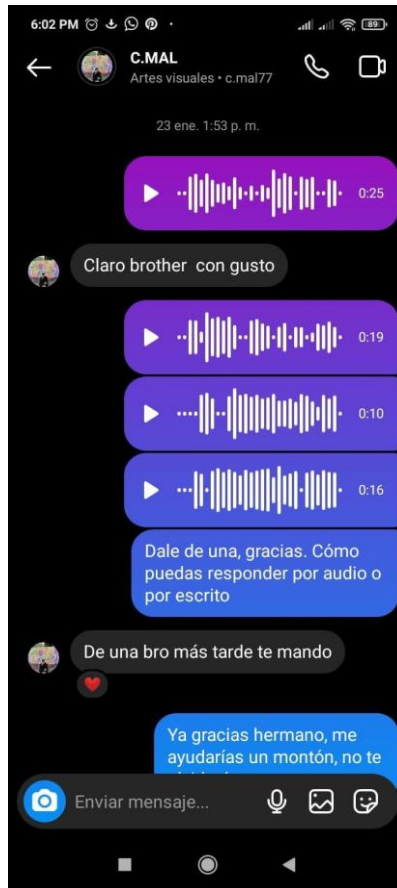 6:02 PM
89
C.MAL
Artes visuales • c.mal77
23 ene. 1:53 p. m.
0:25
Claro brother con gusto
0:19
0:10
0:16
Dale de una, gracias. Cómo
puedas responder por audio o
por escrito
De una bro más tarde te mando
Ya gracias hermano, me
ayudarías un montón, no te
Enviar mensaje...